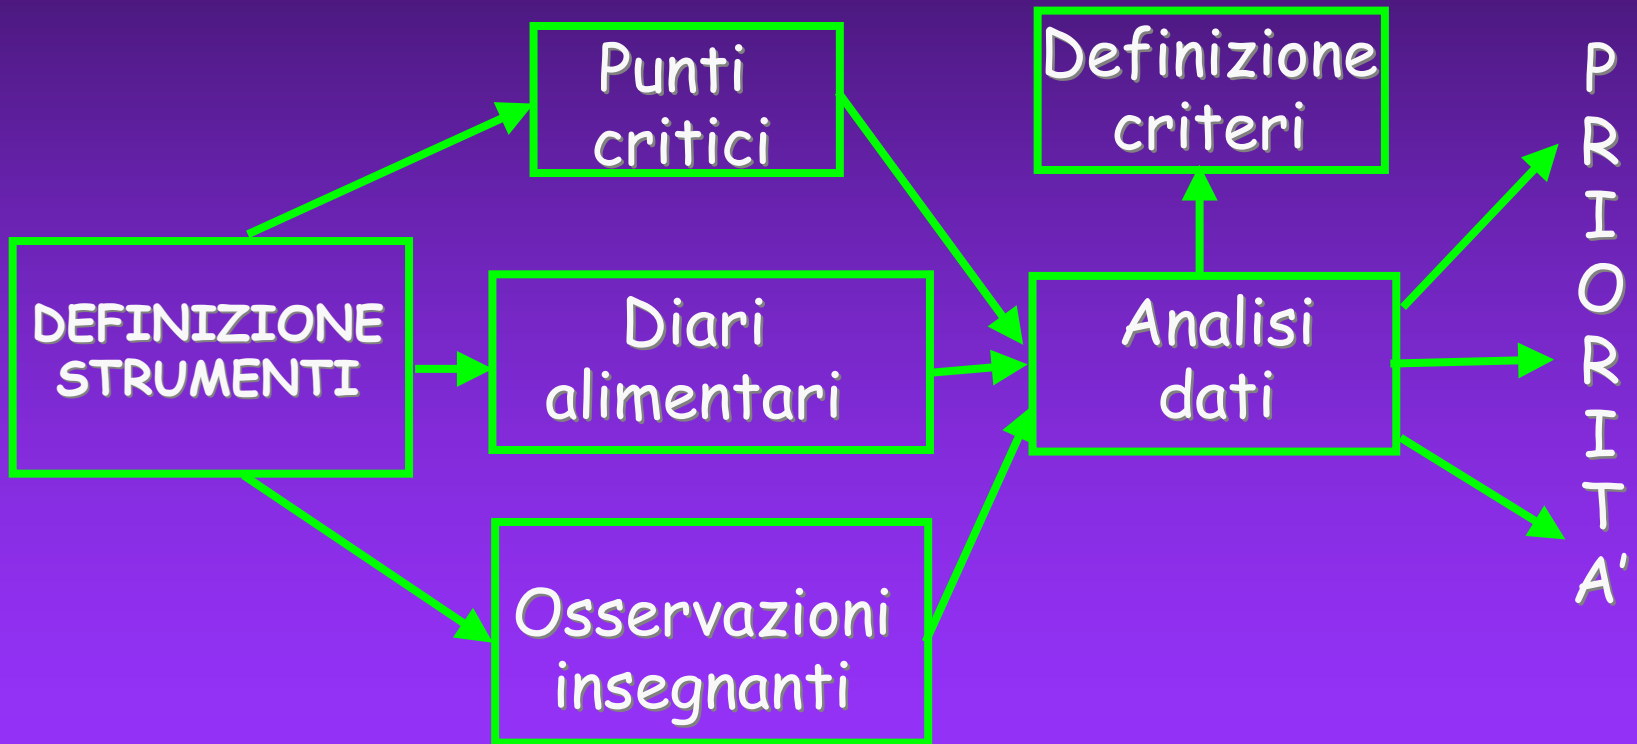 DEFINIZIONE
STRUMENTI
Punti
critici
Diari
alimentari
Osservazioni
insegnanti
Definizione
criteri
Analisi
dati
P
R
I
O
R
I
T
A'